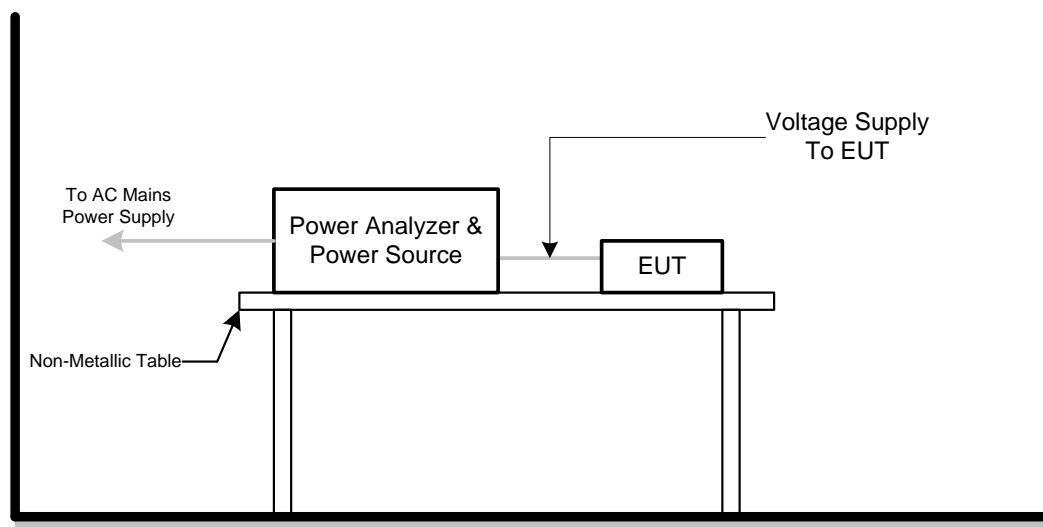 Voltage Supply
To EUT
To AC Mains
Power Supply
Power Analyzer &
Power Source
EUT
Non-Metallic Table